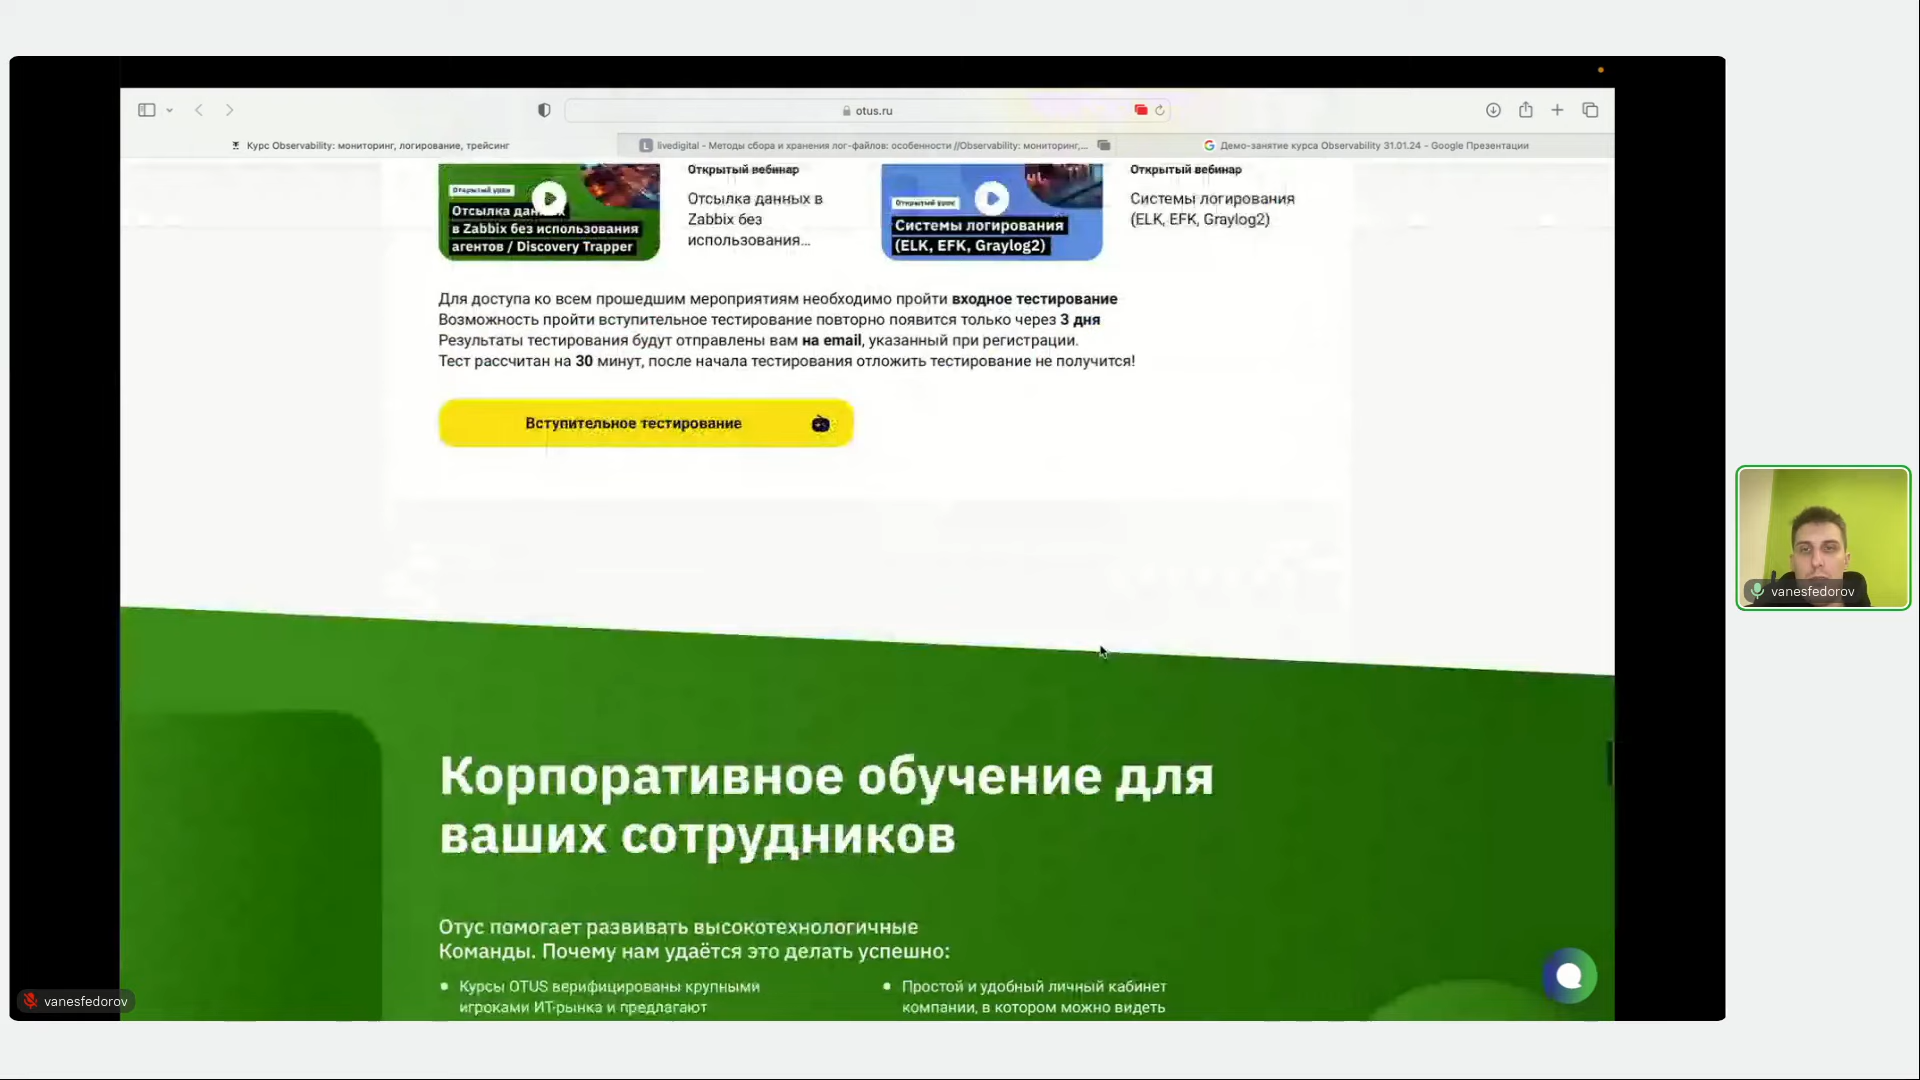 otus.ru
Курс Observability: мониторинг, логирование, трейсинг
L livedigital - Методы сбора и хранения лог-файлов: особенности //Observability: мониторинг,...
Демо-занятие курса Observability 31.01.24 - Google Презентации
Открытый урок
Отсылка данных
в Zabbix без использования
агентов / Discovery Trapper
Открытый вебинар
Отсылка данных в
Zabbix без
использования...
Открытый урок
Системы логирования
(ELK, EFK, Graylog2)
Открытый вебинар
Системы логирования
(ELK, EFK, Graylog2)
Для доступа ко всем прошедшим мероприятиям необходимо пройти входное тестирование
Возможность пройти вступительное тестирование повторно появится только через 3 дня
Результаты тестирования будут отправлены вам на email, указанный при регистрации.
Тест рассчитан на 30 минут, после начала тестирования отложить тестирование не получится!
Вступительное тестирование
Корпоративное обучение для
ваших сотрудников
Отус помогает развивать высокотехнологичные
Команды. Почему нам удаётся это делать успешно:
Курсы OTUS верифицированы крупными
игроками ИТ-рынка и предлагают
Простой и удобный личный кабинет
компании, в котором можно видеть
vanesfedorov
vanesfedorov